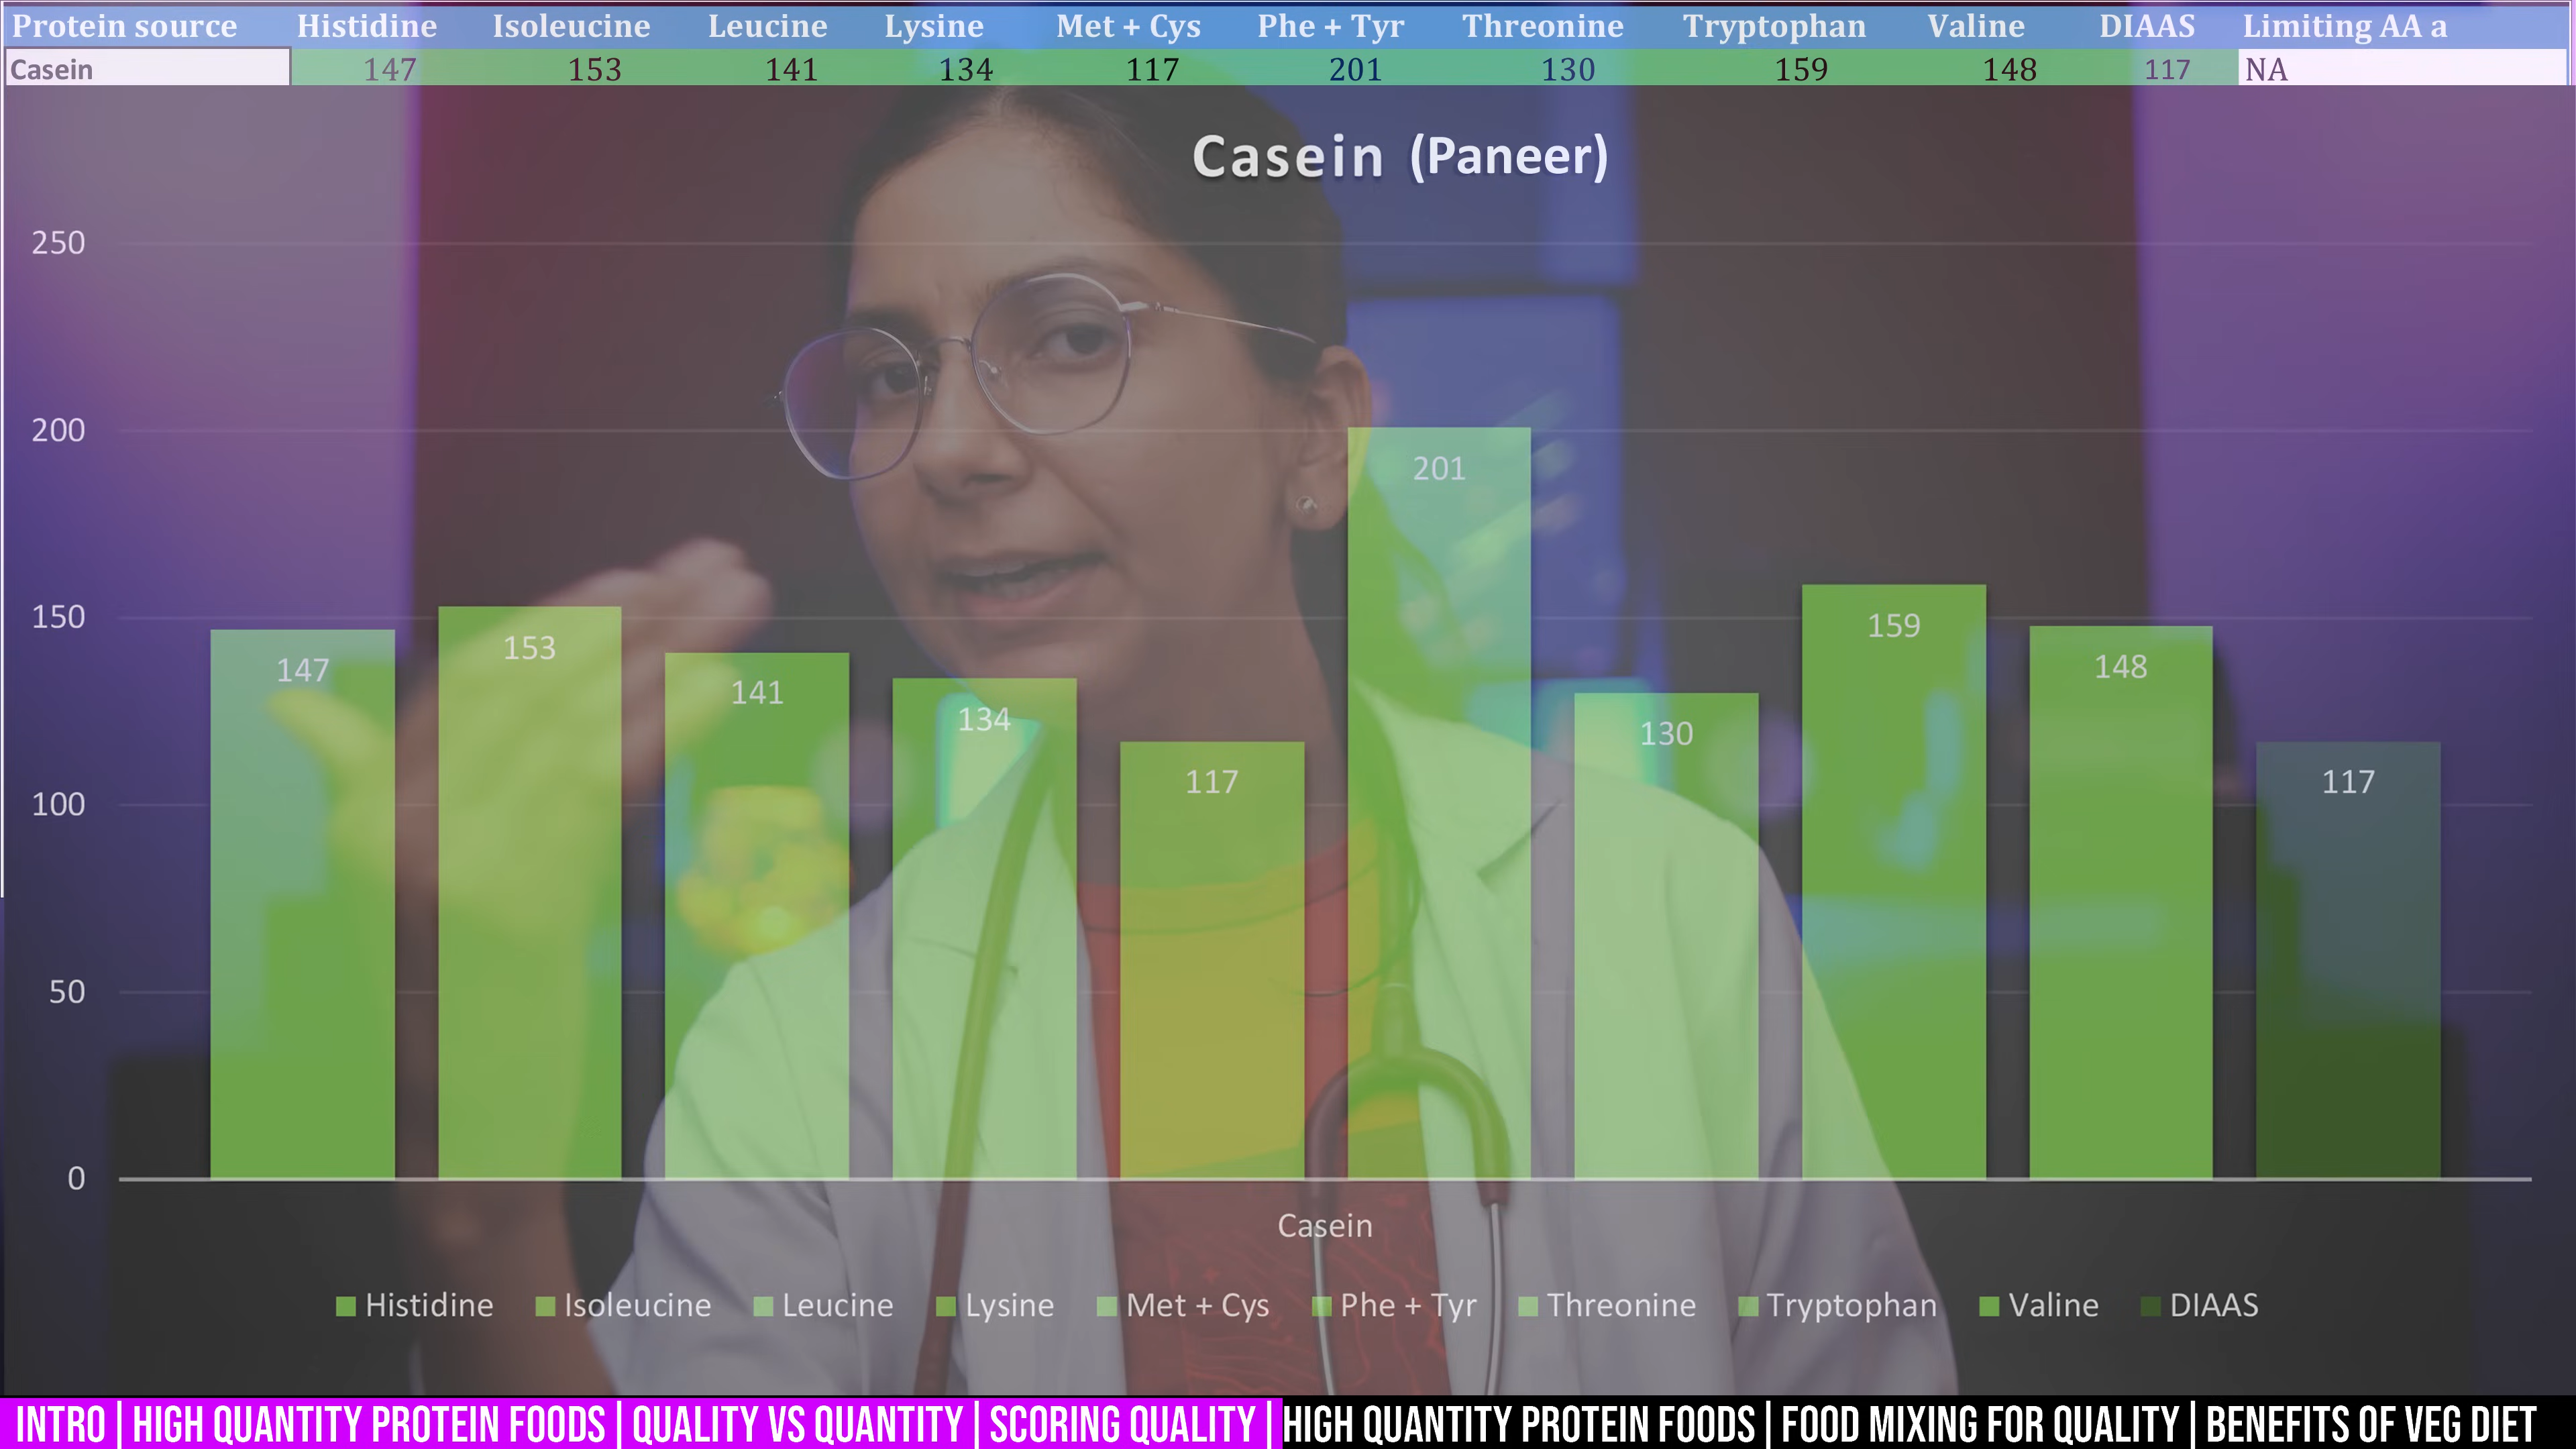 Protein source Histidine Isoleucine Leucine Lysine Met + Cys Phe + Tyr Threonine Tryptophan Valine DIAAS Limiting AA a
Casein 147 153 141 134 117 201 130 159 148 117 NA
Casein (Paneer)
250
200
150
100
50
0
147 153 141 134 117 201 130 159 148 117
Casein
Histidine Isoleucine Leucine Lysine Met + Cys Phe + Tyr Threonine Tryptophan Valine DIAAS
INTRO | HIGH QUANTITY PROTEIN FOODS | QUALITY VS QUANTITY | SCORING QUALITY | HIGH QUANTITY PROTEIN FOODS | FOOD MIXING FOR QUALITY | BENEFITS OF VEG DIET